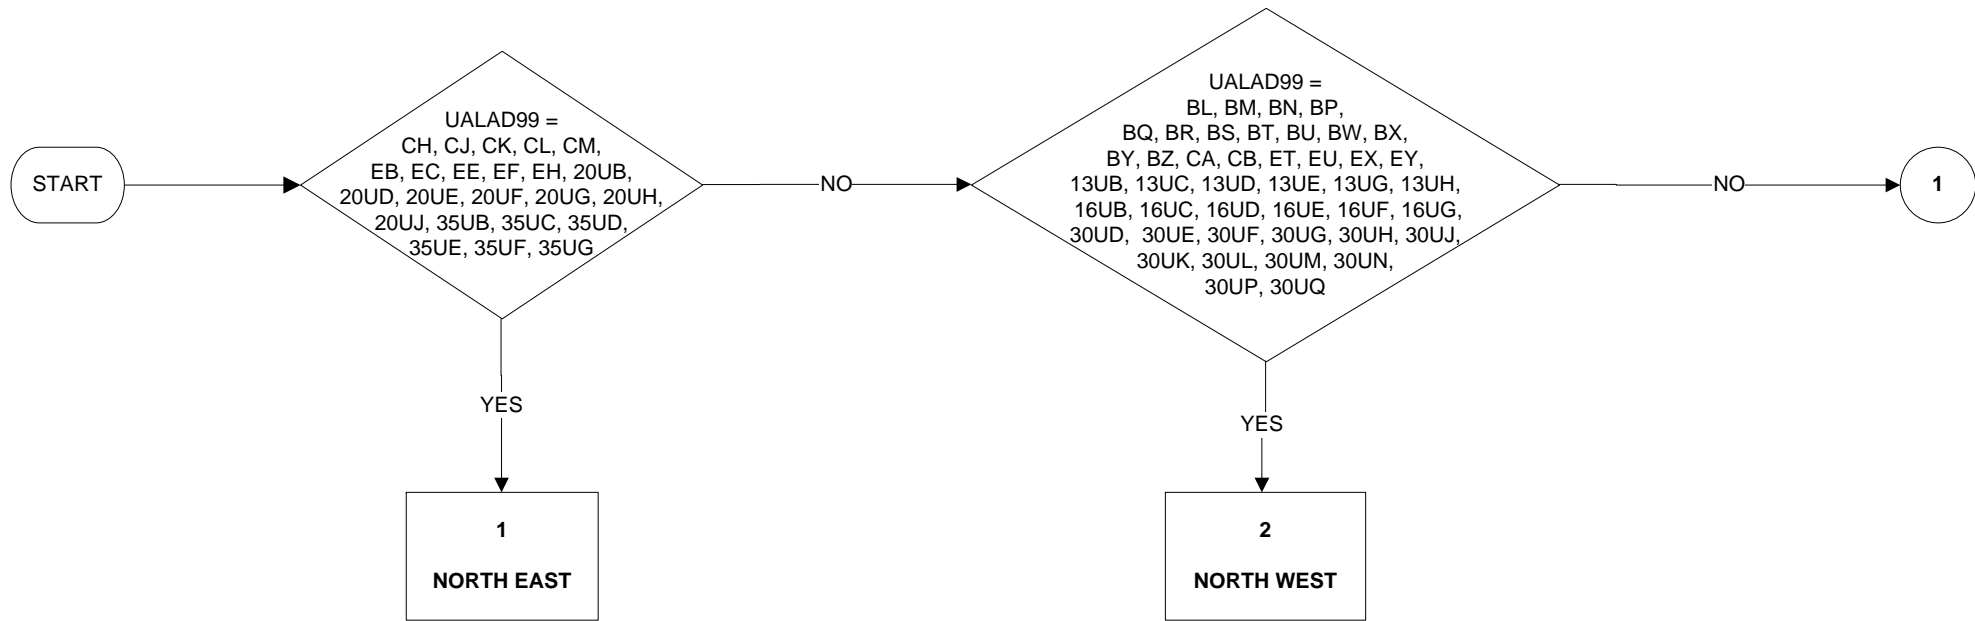 START
UALAD99 =
CH, CJ, CK, CL, CM,
EB, EC, EE, EF, EH, 20UB,
20UD, 20UE, 20UF, 20UG, 20UH,
20UJ, 35UB, 35UC, 35UD,
35UE, 35UF, 35UG
NO
UALAD99 =
BL, BM, BN, BP,
BQ, BR, BS, BT, BU, BW, BX,
BY, BZ, CA, CB, ET, EU, EX, EY,
13UB, 13UC, 13UD, 13UE, 13UG, 13UH,
16UB, 16UC, 16UD, 16UE, 16UF, 16UG,
30UD, 30UE, 30UF, 30UG, 30UH, 30UJ,
30UK, 30UL, 30UM, 30UN,
30UP, 30UQ
NO
1
YES
YES
1
NORTH EAST
2
NORTH WEST